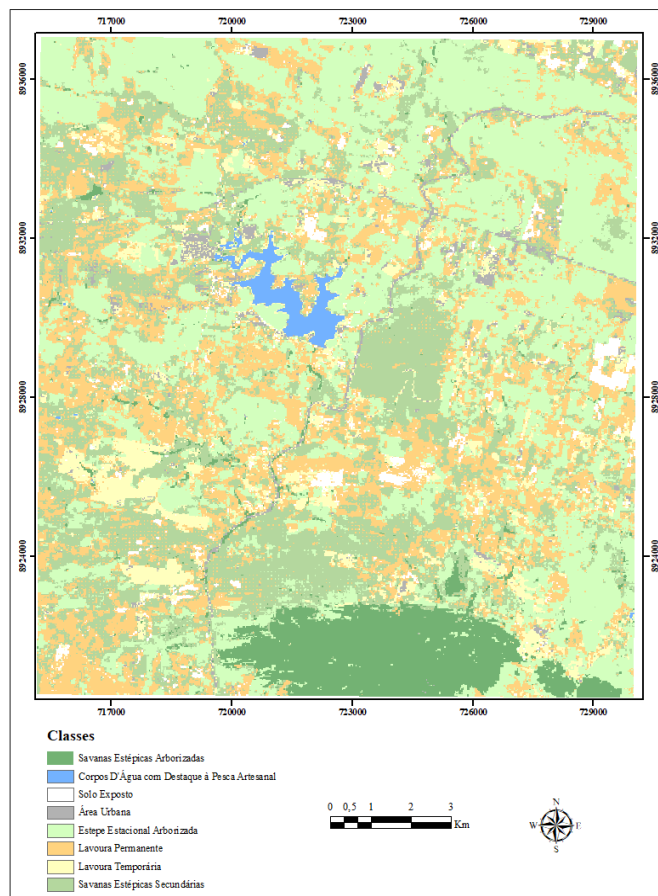 717000 720000 723000 726000 729000
8936000 8936000
8932000 8932000
8928000 8928000
8924000 8924000
717000 720000 723000 726000 729000
Classes
Savanas Estépicas Arborizadas
Corpos D'Água com Destaque à Pesca Artesanal
Solo Exposto
Área Urbana
Estepe Estacional Arborizada
Lavoura Permanente
Lavoura Temporária
Savanas Estépicas Secundárias
0 0,5 1 2 3
Km
N
W E
S